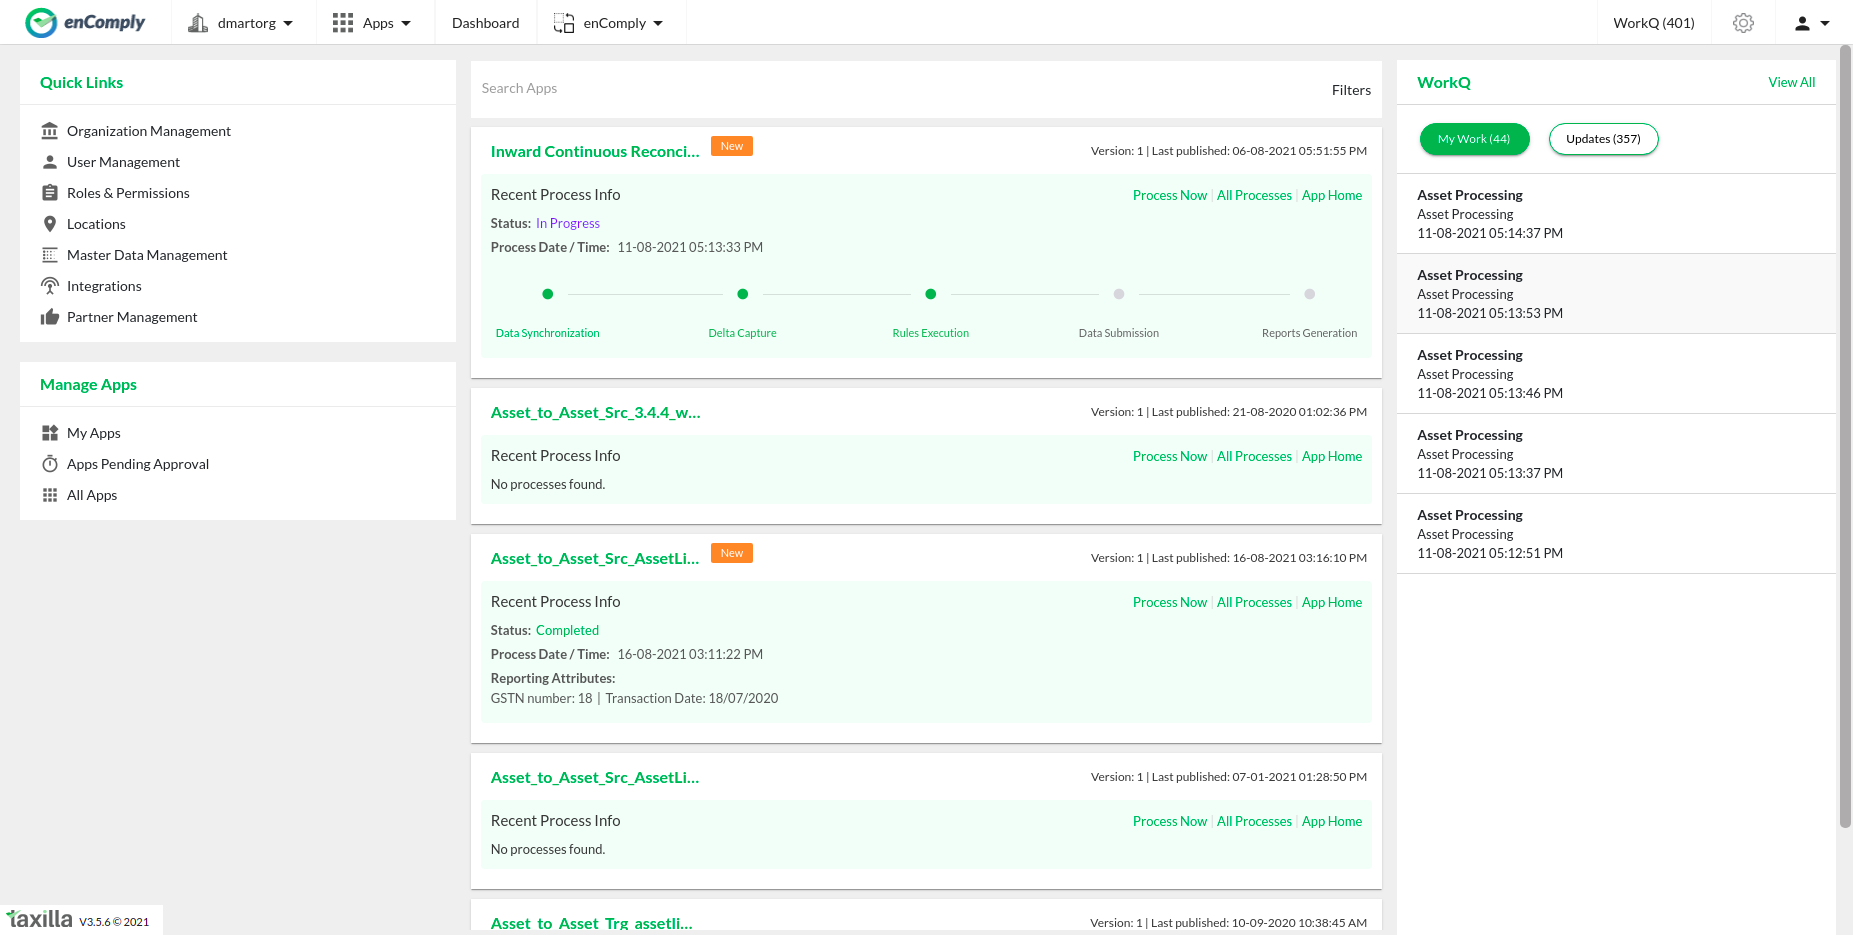 enComply
dmartorg
Apps
Dashboard
enComply
WorkQ (401)
Quick Links
Organization Management
User Management
Roles & Permissions
Locations
Master Data Management
Integrations
Partner Management
Manage Apps
My Apps
Apps Pending Approval
All Apps
Search Apps
Filters
Inward Continuous Reconci...
New
Version: 1 | Last published: 06-08-2021 05:51:55 PM
Recent Process Info
Process Now | All Processes | App Home
Status: In Progress
Process Date / Time: 11-08-2021 05:13:33 PM
Data Synchronization
Delta Capture
Rules Execution
Data Submission
Reports Generation
Asset_to_Asset_Src_3.4.4_w...
Version: 1 | Last published: 21-08-2020 01:02:36 PM
Recent Process Info
Process Now | All Processes | App Home
No processes found.
Asset_to_Asset_Src_AssetLi...
New
Version: 1 | Last published: 16-08-2021 03:16:10 PM
Recent Process Info
Process Now | All Processes | App Home
Status: Completed
Process Date / Time: 16-08-2021 03:11:22 PM
Reporting Attributes:
GSTN number: 18 | Transaction Date: 18/07/2020
Asset_to_Asset_Src_AssetLi...
Version: 1 | Last published: 07-01-2021 01:28:50 PM
Recent Process Info
Process Now | All Processes | App Home
No processes found.
Asset_to_Asset_Trg_assetli...
Version: 1 | Last published: 10-09-2020 10:38:45 AM
WorkQ
View All
My Work (44)
Updates (357)
Asset Processing
Asset Processing
11-08-2021 05:14:37 PM
Asset Processing
Asset Processing
11-08-2021 05:13:53 PM
Asset Processing
Asset Processing
11-08-2021 05:13:46 PM
Asset Processing
Asset Processing
11-08-2021 05:13:37 PM
Asset Processing
Asset Processing
11-08-2021 05:12:51 PM
taxilla V3.5.6 © 2021